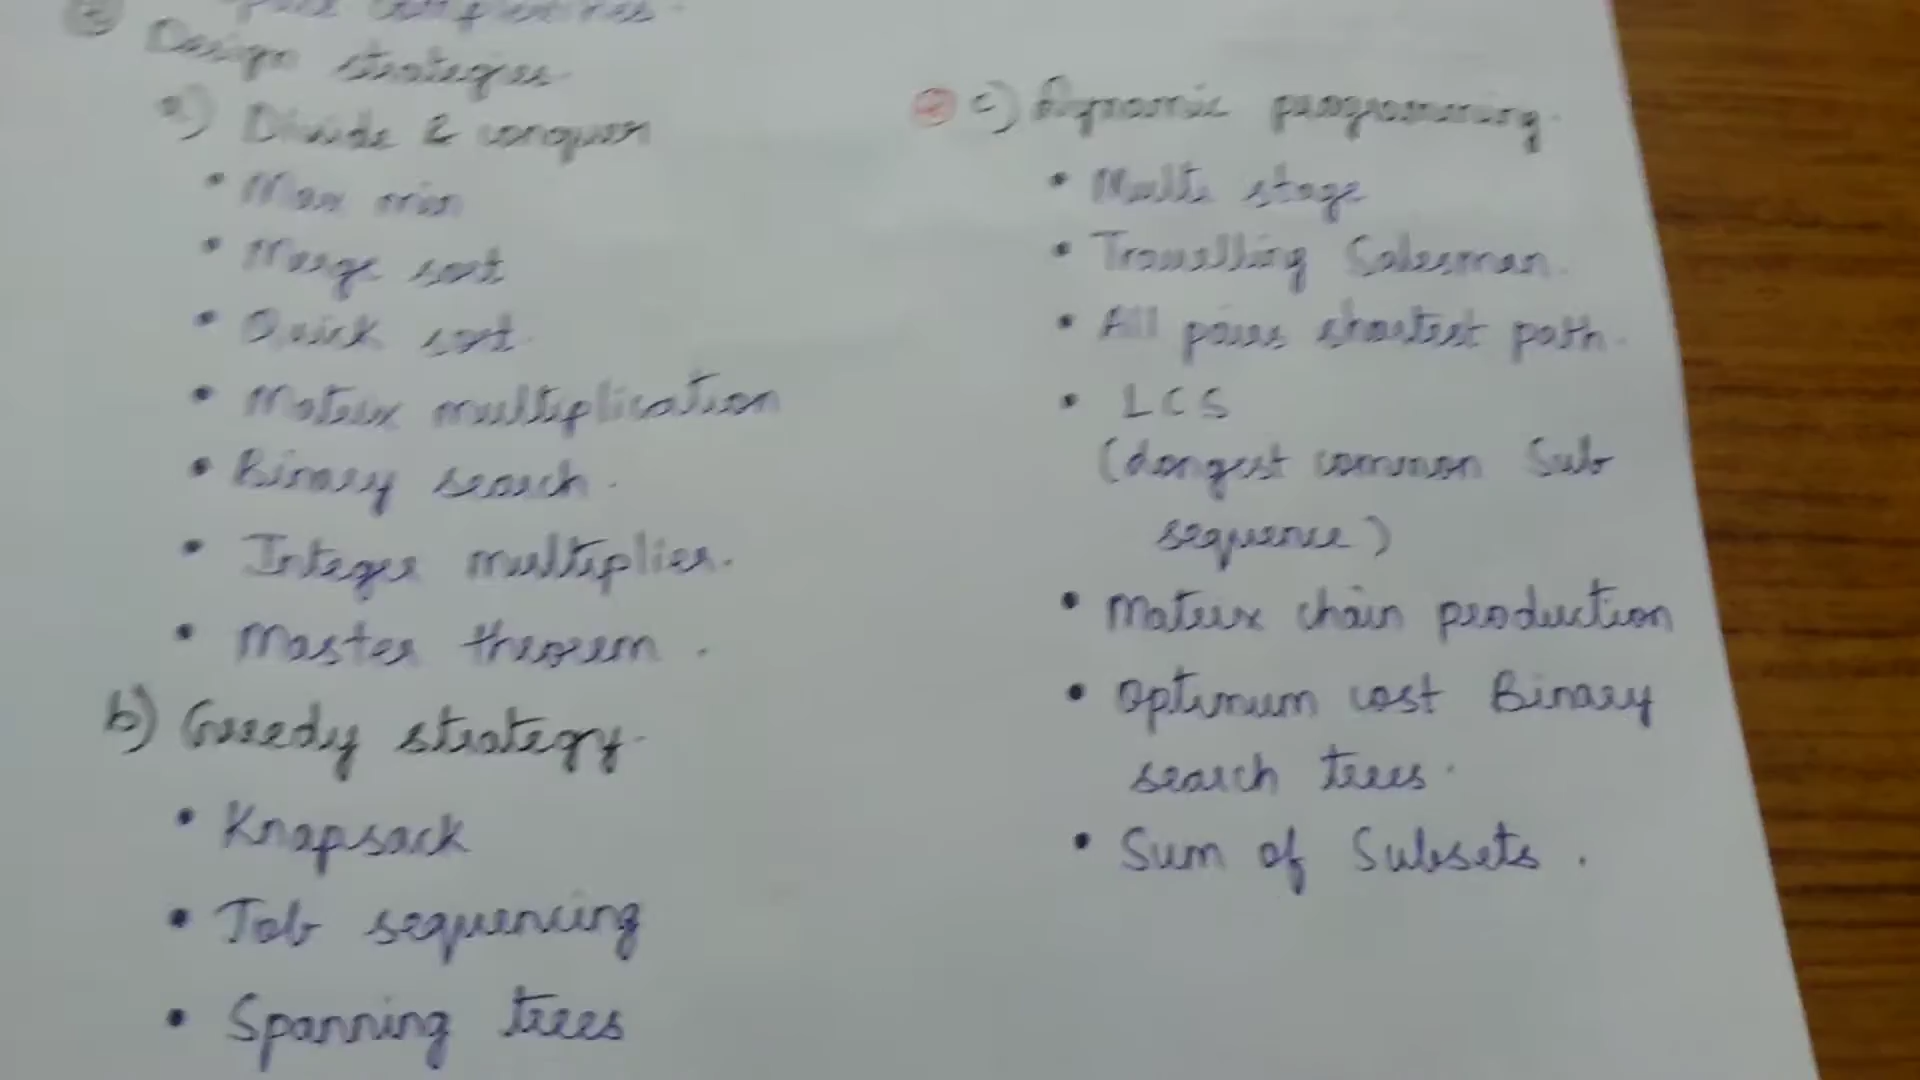 space complexities.
Design strategies
a) Divide & conquer
• Max min
• Merge sort
• Quick sort.
• Matrix multiplication
• Binary search.
• Integer multiplier.
• Master theorem.
b) Greedy strategy.
• Knapsack
• Job sequencing
• Spanning trees
c) Dynamic programming.
• Multi stage
• Travelling Salesman.
• All pairs shortest path.
• LCS
(Longest common Sub
sequence)
• Matrix chain production
• Optimum cost Binary
search trees.
• Sum of Subsets.